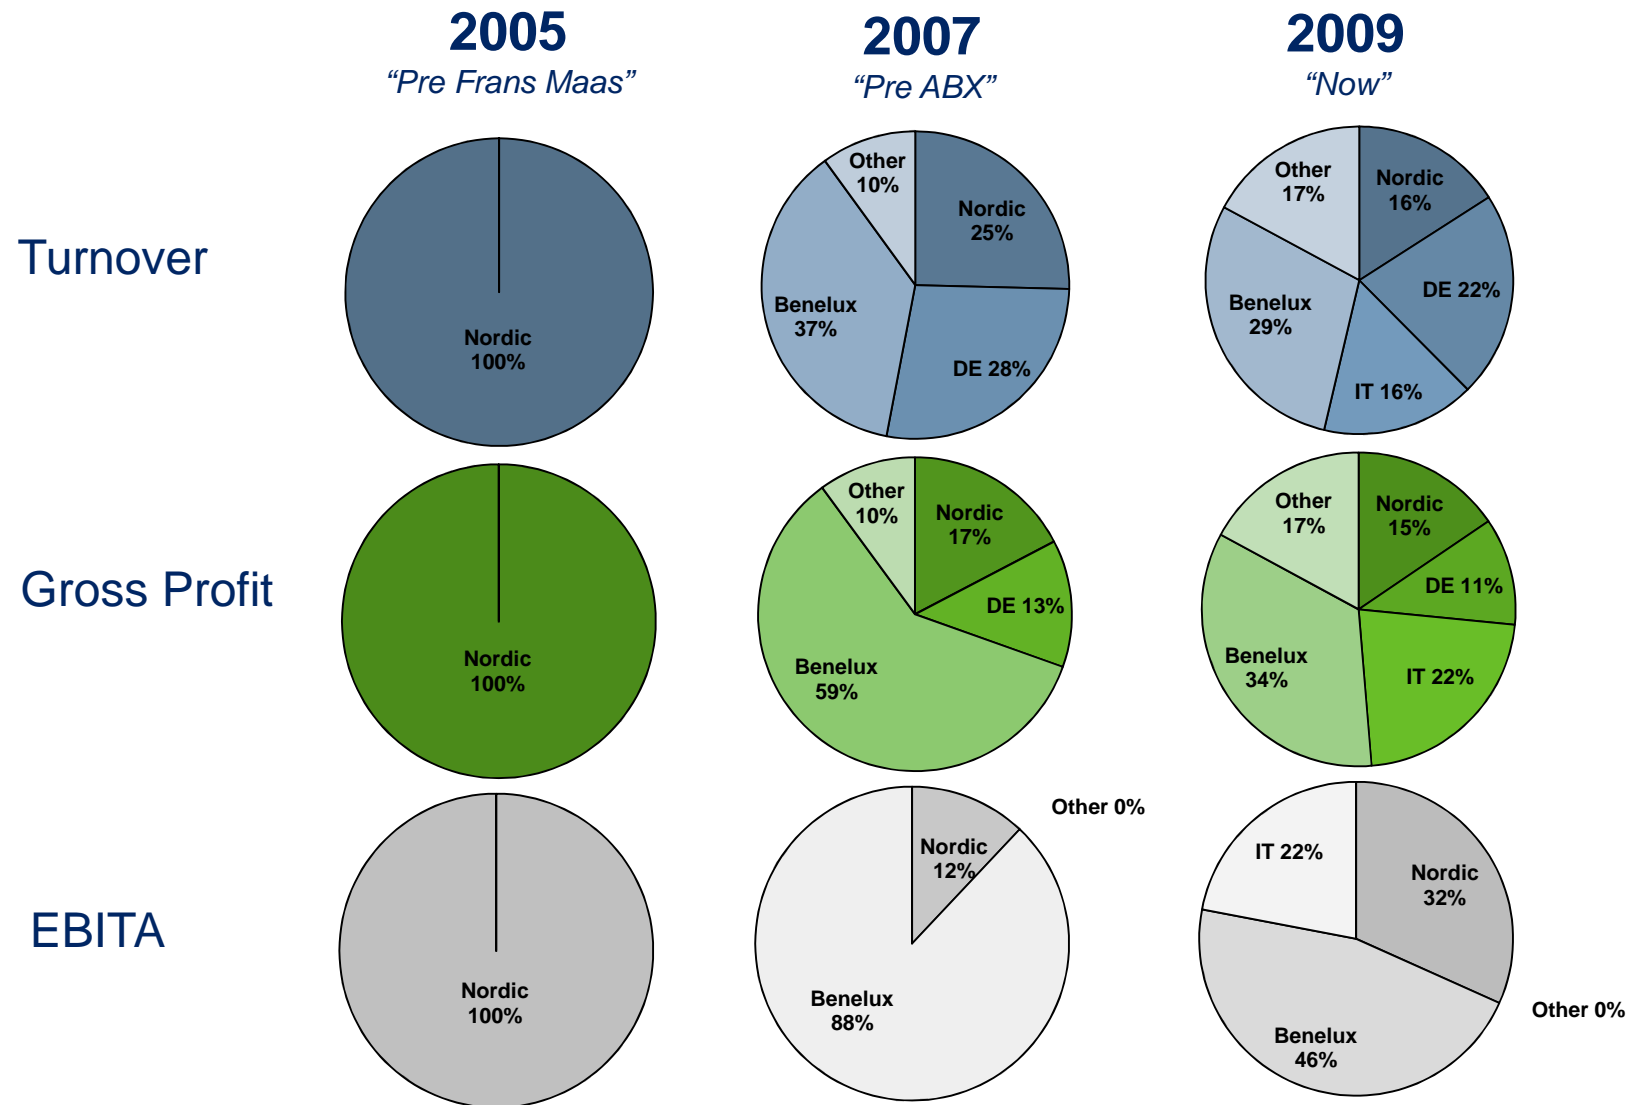 2005
“Pre Frans Maas”
2007
“Pre ABX”
2009
“Now”
Turnover
Nordic
100%
Other
10%
Nordic
25%
Benelux
37%
DE 28%
Other
17%
Nordic
16%
DE 22%
Benelux
29%
IT 16%
Gross Profit
Nordic
100%
Other
10%
Nordic
17%
DE 13%
Benelux
59%
Other
17%
Nordic
15%
DE 11%
Benelux
34%
IT 22%
EBITA
Nordic
100%
Other 0%
Nordic
12%
Benelux
88%
IT 22%
Nordic
32%
Other 0%
Benelux
46%